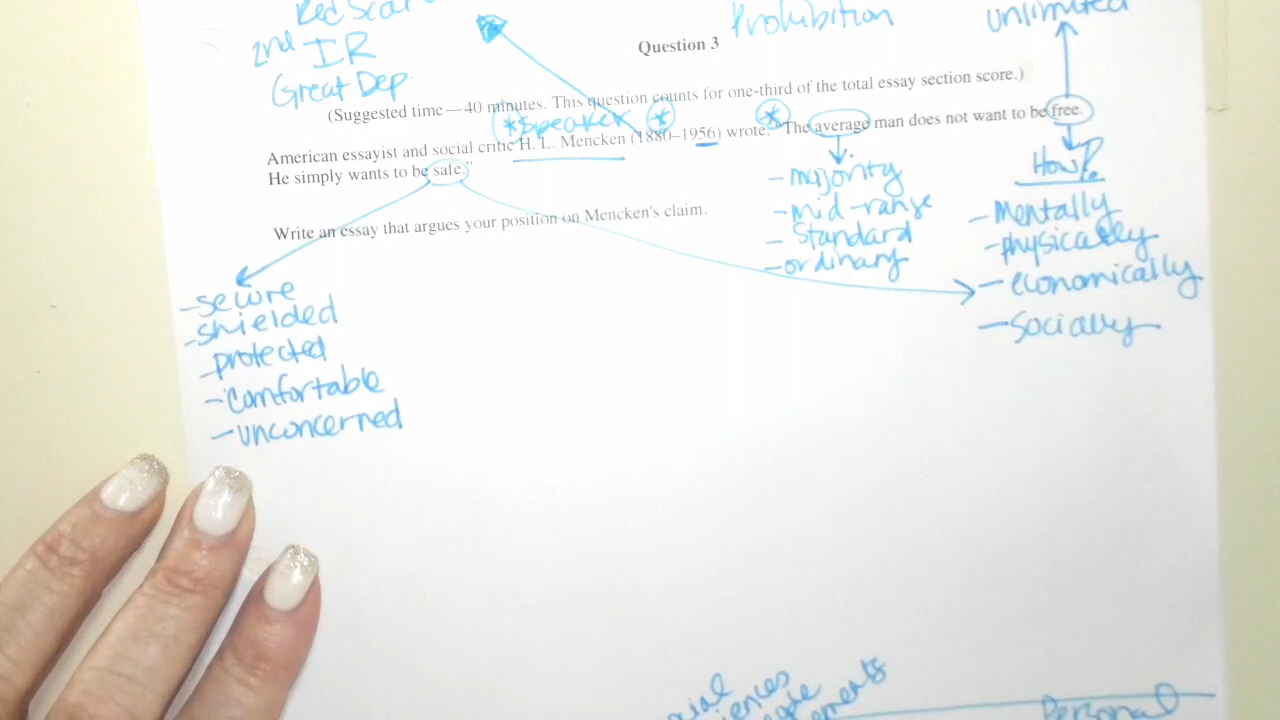 Red Scar
2nd IR
Great Dep.
Prohibition
unlimited
Question 3
(Suggested time—40 minutes. This question counts for one-third of the total essay section score.)
*Speaker
*
*
American essayist and social critic H. L. Mencken (1880–1956) wrote: "The average man does not want to be free.
He simply wants to be safe."
Write an essay that argues your position on Mencken's claim.
- majority
- mid-range
- Standard
- ordinary
How?
- mentally
- physically
- economically
- socially
- secure
- shielded
- protected
- comfortable
- unconcerned
Personal